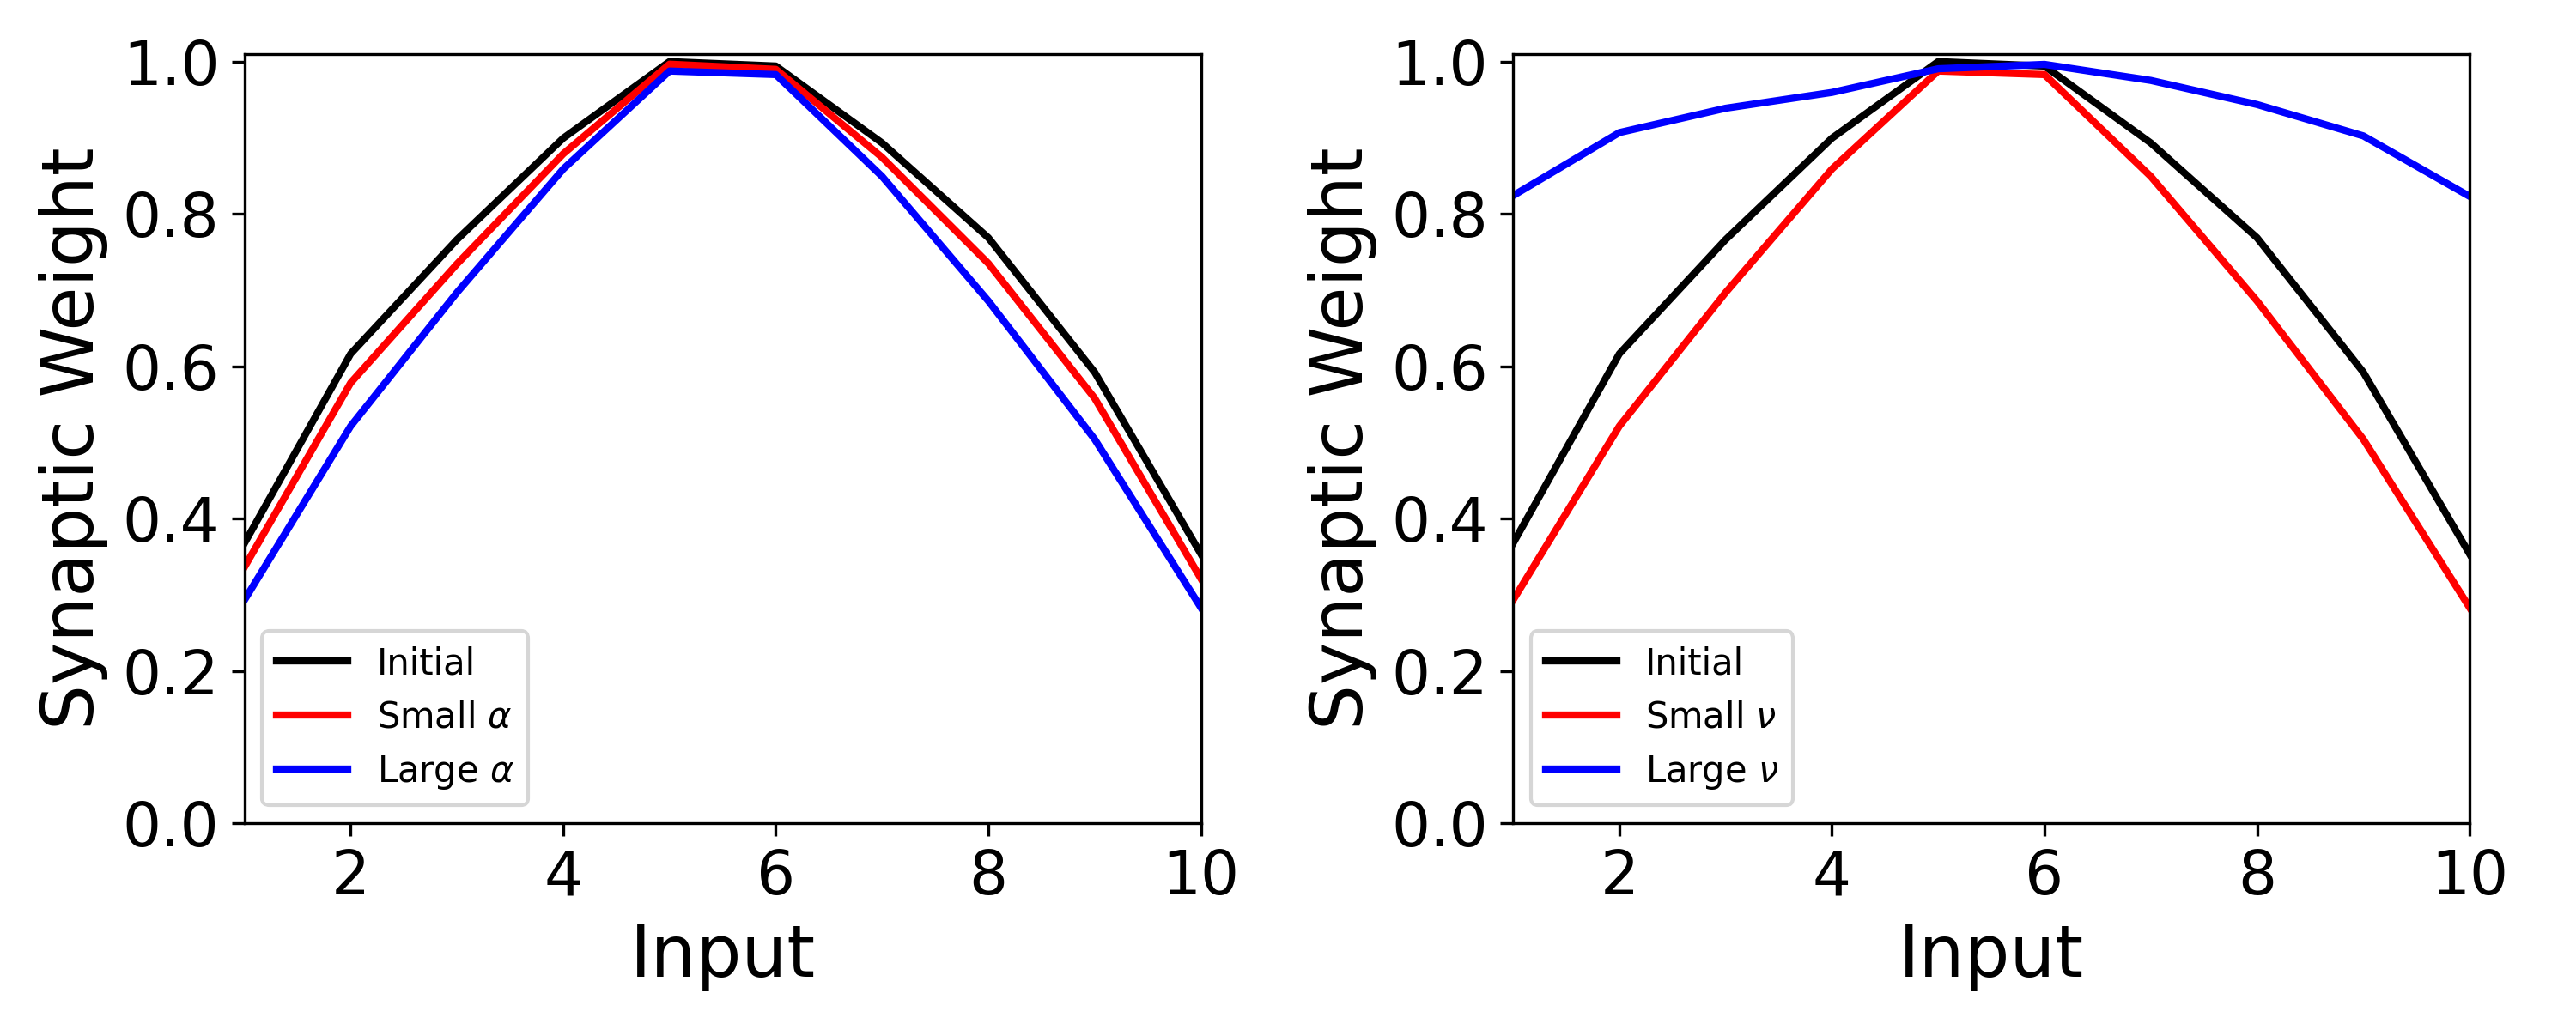 Synaptic Weight
1.0
0.8
0.6
0.4
0.2
0.0
Initial
Small α
Large α
2 4 6 8 10
Input
Synaptic Weight
1.0
0.8
0.6
0.4
0.2
0.0
Initial
Small ν
Large ν
2 4 6 8 10
Input